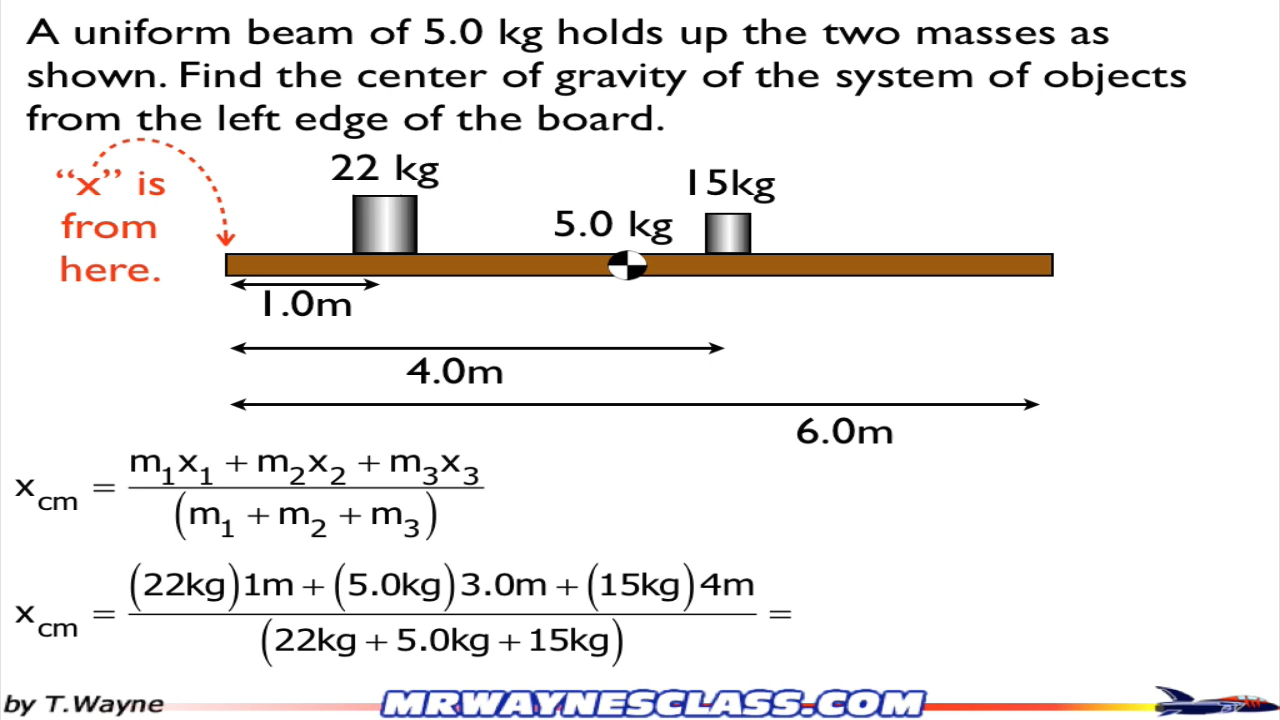 A uniform beam of 5.0 kg holds up the two masses as
shown. Find the center of gravity of the system of objects
from the left edge of the board.
“x” is
from
here.
22 kg
5.0 kg
15kg
1.0m
4.0m
6.0m
x_cm = (m₁x₁ + m₂x₂ + m₃x₃) / (m₁ + m₂ + m₃)
x_cm = ((22kg)1m + (5.0kg)3.0m + (15kg)4m) / (22kg + 5.0kg + 15kg) =
by T.Wayne
MRWAYNESCLASS.COM